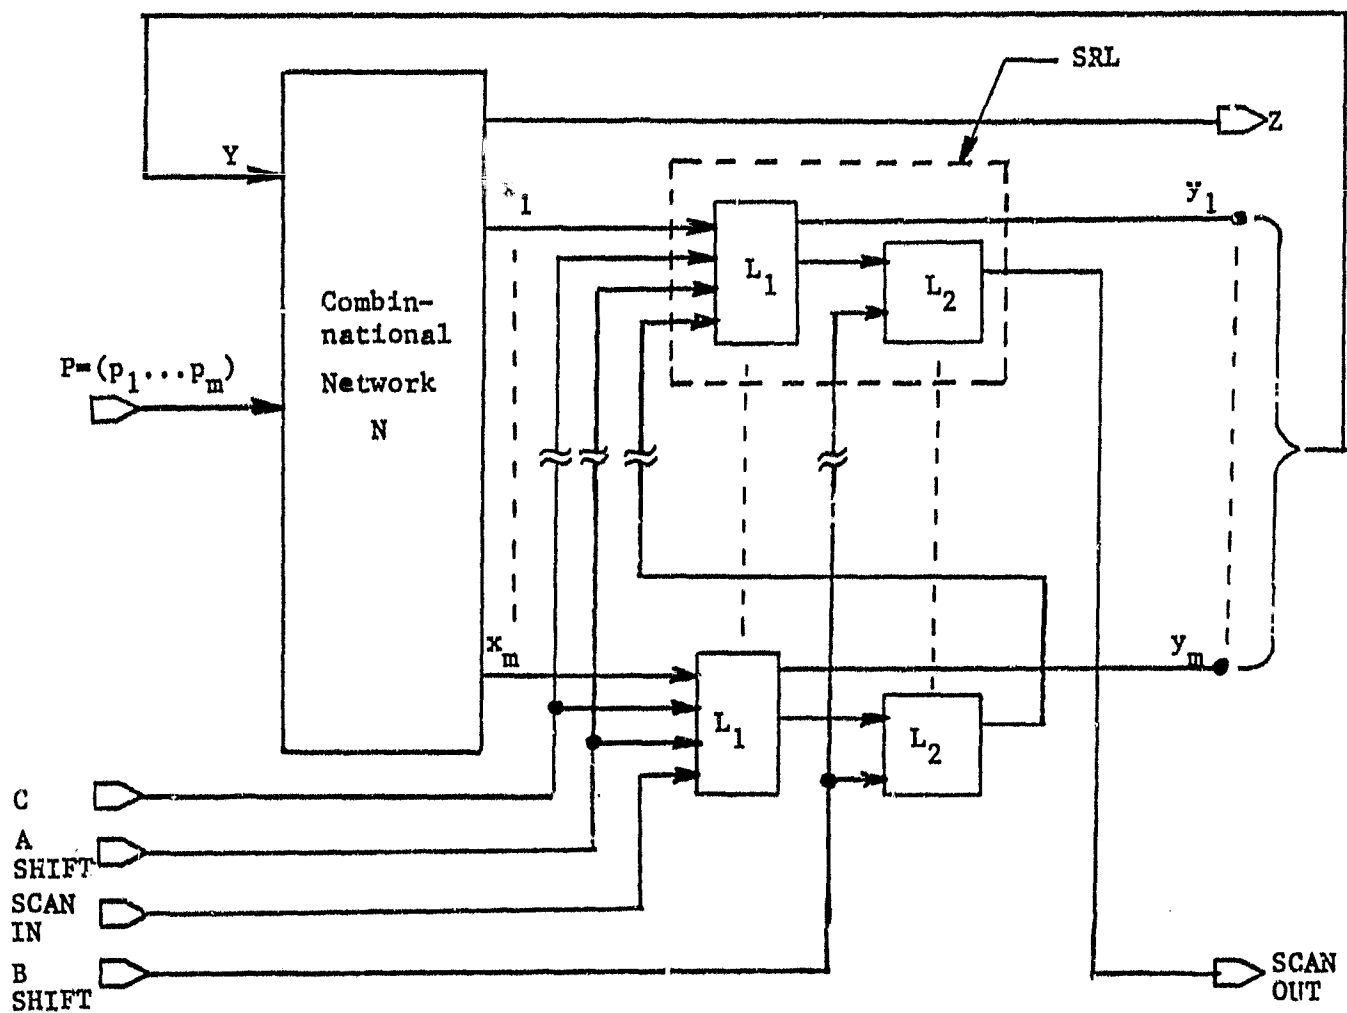 SRL
Z
Y
1
y1
L1
L2
Combin-
national
Network
N
P=(p1...pm)
xm
ym
L1
L2
C
A
SHIFT
SCAN
IN
B
SHIFT
SCAN
OUT